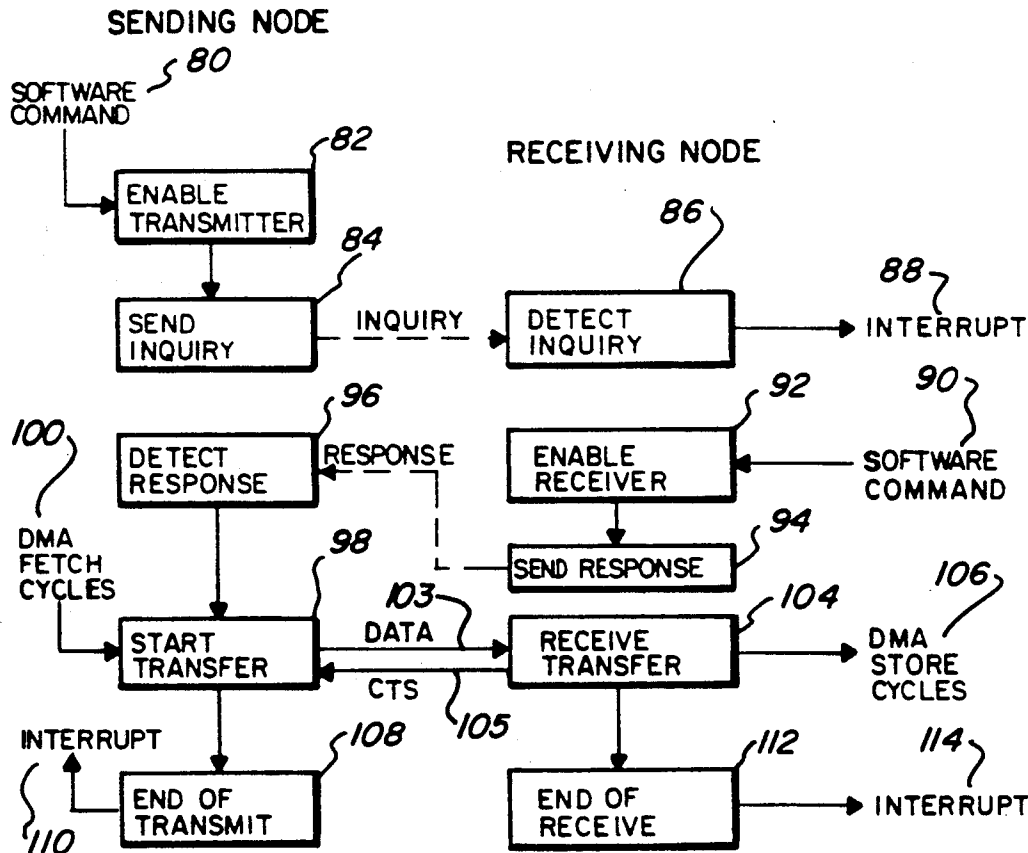 SENDING NODE
80
SOFTWARE
COMMAND
82
RECEIVING NODE
ENABLE
TRANSMITTER
84
86
88
SEND
INQUIRY
INQUIRY
DETECT
INQUIRY
INTERRUPT
96
92
90
100
DETECT
RESPONSE
RESPONSE
ENABLE
RECEIVER
SOFTWARE
COMMAND
DMA
FETCH
CYCLES
98
94
SEND RESPONSE
103
104
106
START
TRANSFER
DATA
CTS
105
RECEIVE
TRANSFER
DMA
STORE
CYCLES
INTERRUPT
110
108
112
114
END OF
TRANSMIT
END OF
RECEIVE
INTERRUPT